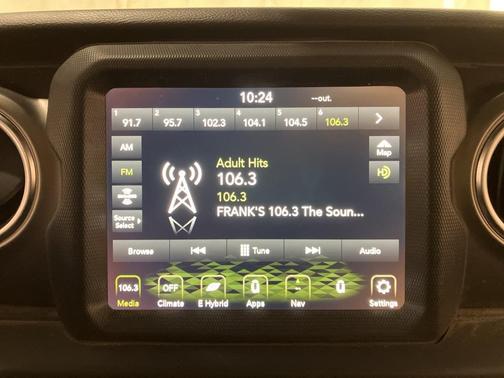 10:24 --out.
1 2 3 4 5 6
91.7 95.7 102.3 104.1 104.5 106.3
AM
Map
FM
HD
Source Select
Adult Hits
106.3
106.3
FRANK'S 106.3 The Soun...
Browse Tune Audio
106.3 OFF
Media Climate E Hybrid Apps Nav Settings